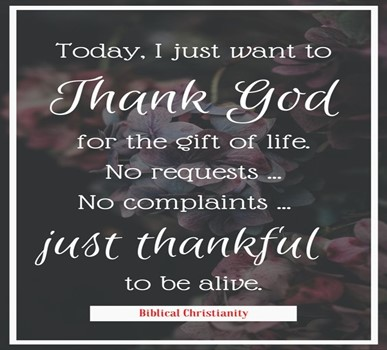 Today, I just want to
Thank God
for the gift of life.
No requests ...
No complaints ...
just thankful
to be alive.
Biblical Christianity